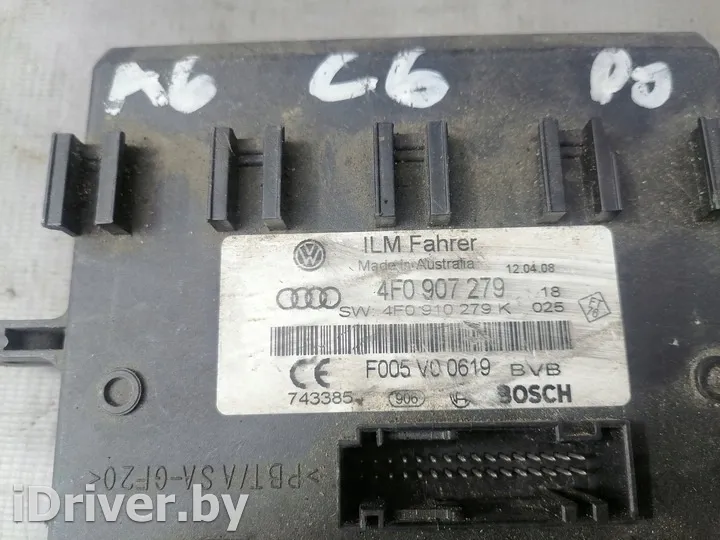 A6 C6
ILM Fahrer
Made in Australia 12.04.08
4F0 907 279 18
SW: 4F0 910 279 K 025
F005 V0 0619 BVB
CE
743385 906 BOSCH
>PBT/ASA-GF20<
iDriver.by